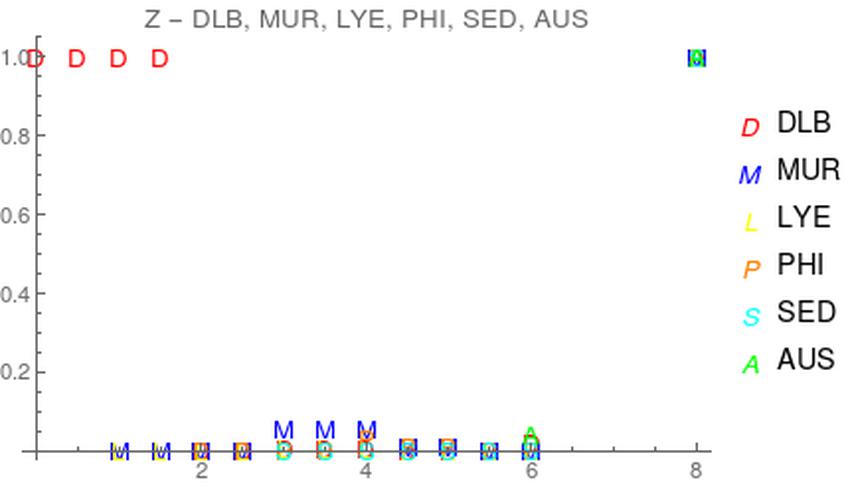 Z – DLB, MUR, LYE, PHI, SED, AUS
1.0 D D D D
0.8
0.6
0.4
0.2
M M M
A
2 4 6 8
D DLB
M MUR
L LYE
P PHI
S SED
A AUS